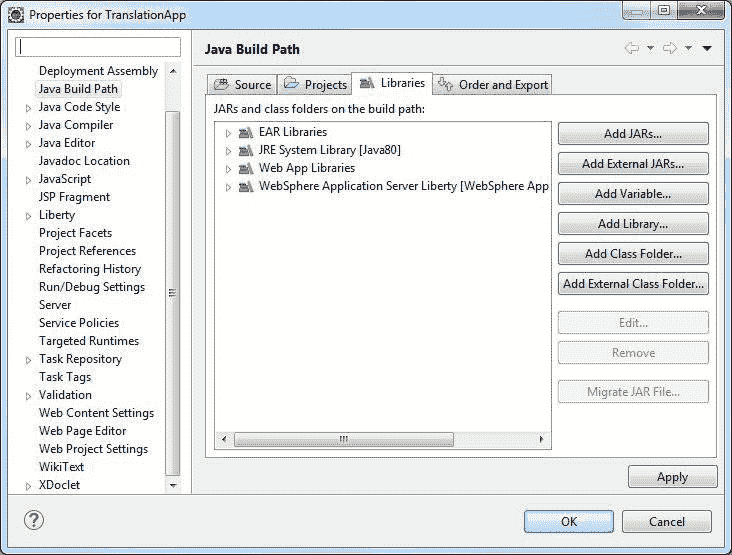 Properties for TranslationApp
Deployment Assembly
Java Build Path
Java Code Style
Java Compiler
Java Editor
Javadoc Location
JavaScript
JSP Fragment
Liberty
Project Facets
Project References
Refactoring History
Run/Debug Settings
Server
Service Policies
Targeted Runtimes
Task Repository
Task Tags
Validation
Web Content Settings
Web Page Editor
Web Project Settings
WikiText
XDoclet
Java Build Path
Source
Projects
Libraries
Order and Export
JARs and class folders on the build path:
EAR Libraries
JRE System Library [Java80]
Web App Libraries
WebSphere Application Server Liberty [WebSphere App
Add JARs...
Add External JARs...
Add Variable...
Add Library...
Add Class Folder...
Add External Class Folder...
Edit...
Remove
Migrate JAR File...
Apply
?
OK
Cancel